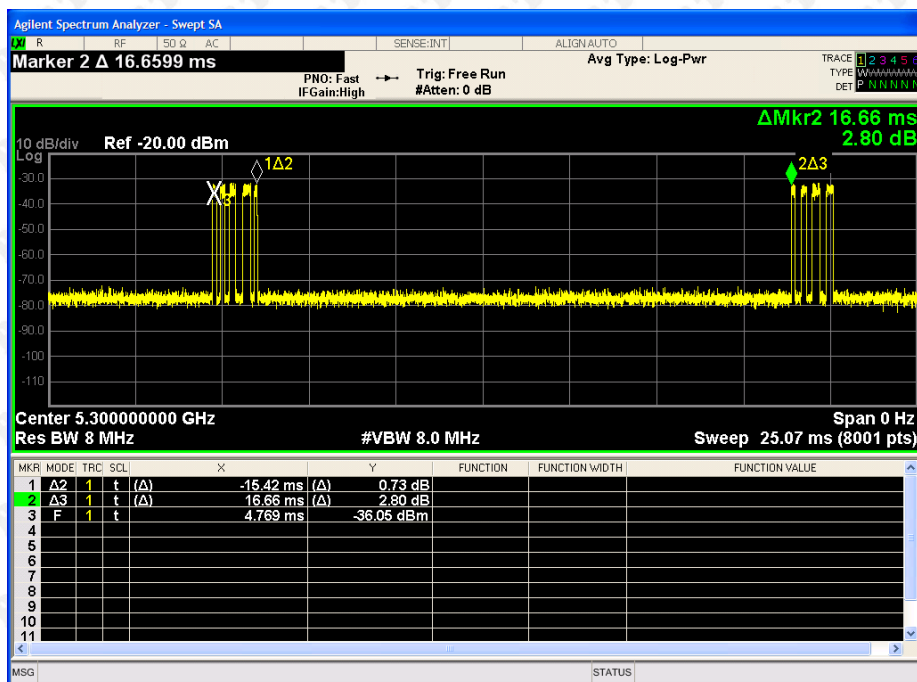 Agilent Spectrum Analyzer - Swept SA
LXI R RF 50 Ω AC SENSE:INT ALIGN AUTO
Marker 2 Δ 16.6599 ms
PNO: Fast
IFGain:High
Trig: Free Run
#Atten: 0 dB
Avg Type: Log-Pwr
TRACE 1 2 3 4 5
TYPE
DET P N N N N N
ΔMkr2 16.66 ms
2.80 dB
10 dB/div Ref -20.00 dBm
Log
-30.0
-40.0
-50.0
-60.0
-70.0
-80.0
-90.0
-100
-110
1Δ2
3
2Δ3
Center 5.300000000 GHz Span 0 Hz
Res BW 8 MHz #VBW 8.0 MHz Sweep 25.07 ms (8001 pts)
MKR MODE TRC SCL X Y FUNCTION FUNCTION WIDTH FUNCTION VALUE
1 Δ2 1 t (Δ) -15.42 ms (Δ) 0.73 dB
2 Δ3 1 t (Δ) 16.66 ms (Δ) 2.80 dB
3 F 1 t 4.769 ms -36.05 dBm
4
5
6
7
8
9
10
11
MSG STATUS